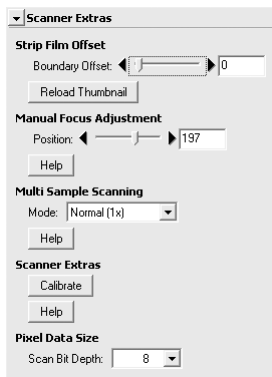 Scanner Extras
Strip Film Offset
Boundary Offset: 0
Reload Thumbnail
Manual Focus Adjustment
Position: 197
Help
Multi Sample Scanning
Mode: Normal (1x)
Help
Scanner Extras
Calibrate
Help
Pixel Data Size
Scan Bit Depth: 8